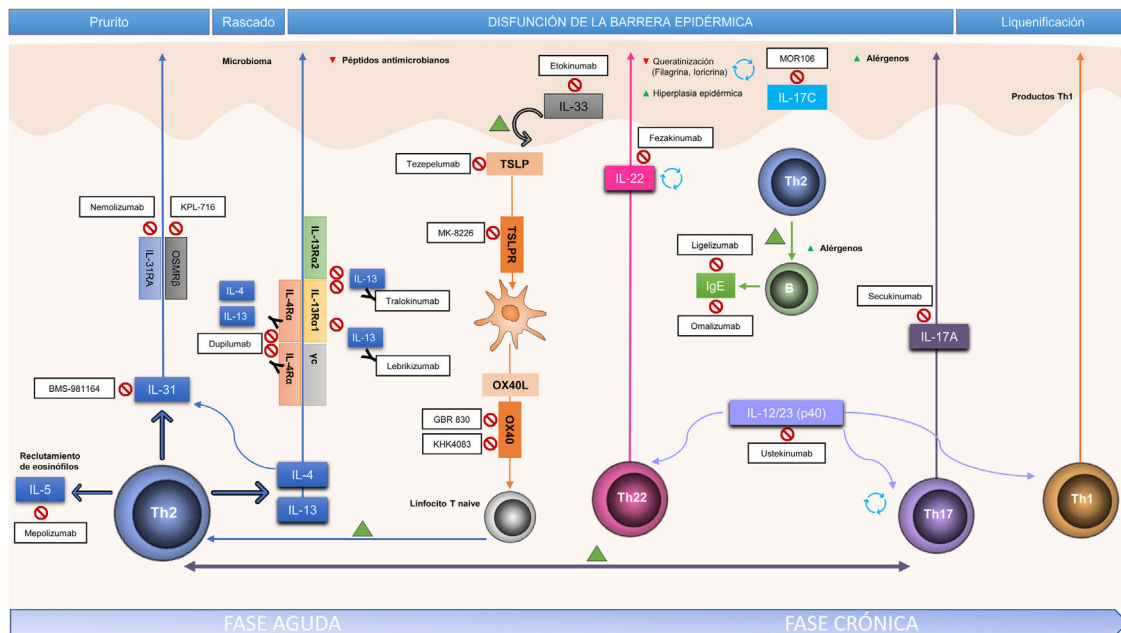 Prurito
Rascado
DISFUNCIÓN DE LA BARRERA EPIDÉRMICA
Liquenificación
Microbioma
Péptidos antimicrobianos
Etokinumab
IL-33
Queratinización
(Filagrina, loricrina)
Hiperplasia epidérmica
MOR106
IL-17C
Alérgenos
Productos Th1
Tezepelumab
TSLP
Fezakinumab
IL-22
Th2
Nemolizumab
KPL-716
IL-31RA
OSMRβ
MK-8226
TSLPR
IL-13Rα2
IL-4
IL-13
IL-4Rα
IL-13Rα1
IL-13
Tralokinumab
Dupilumab
IL-4Rα
γc
IL-13
Lebrikizumab
Ligelizumab
Alérgenos
IgE
B
Omalizumab
Secukinumab
IL-17A
BMS-981164
IL-31
OX40L
GBR 830
OX40
KHK4083
IL-12/23 (p40)
Ustekinumab
Reclutamiento
de eosinófilos
IL-5
Mepolizumab
Th2
IL-4
IL-13
Linfocito T naive
Th22
Th17
Th1
FASE AGUDA
FASE CRÓNICA